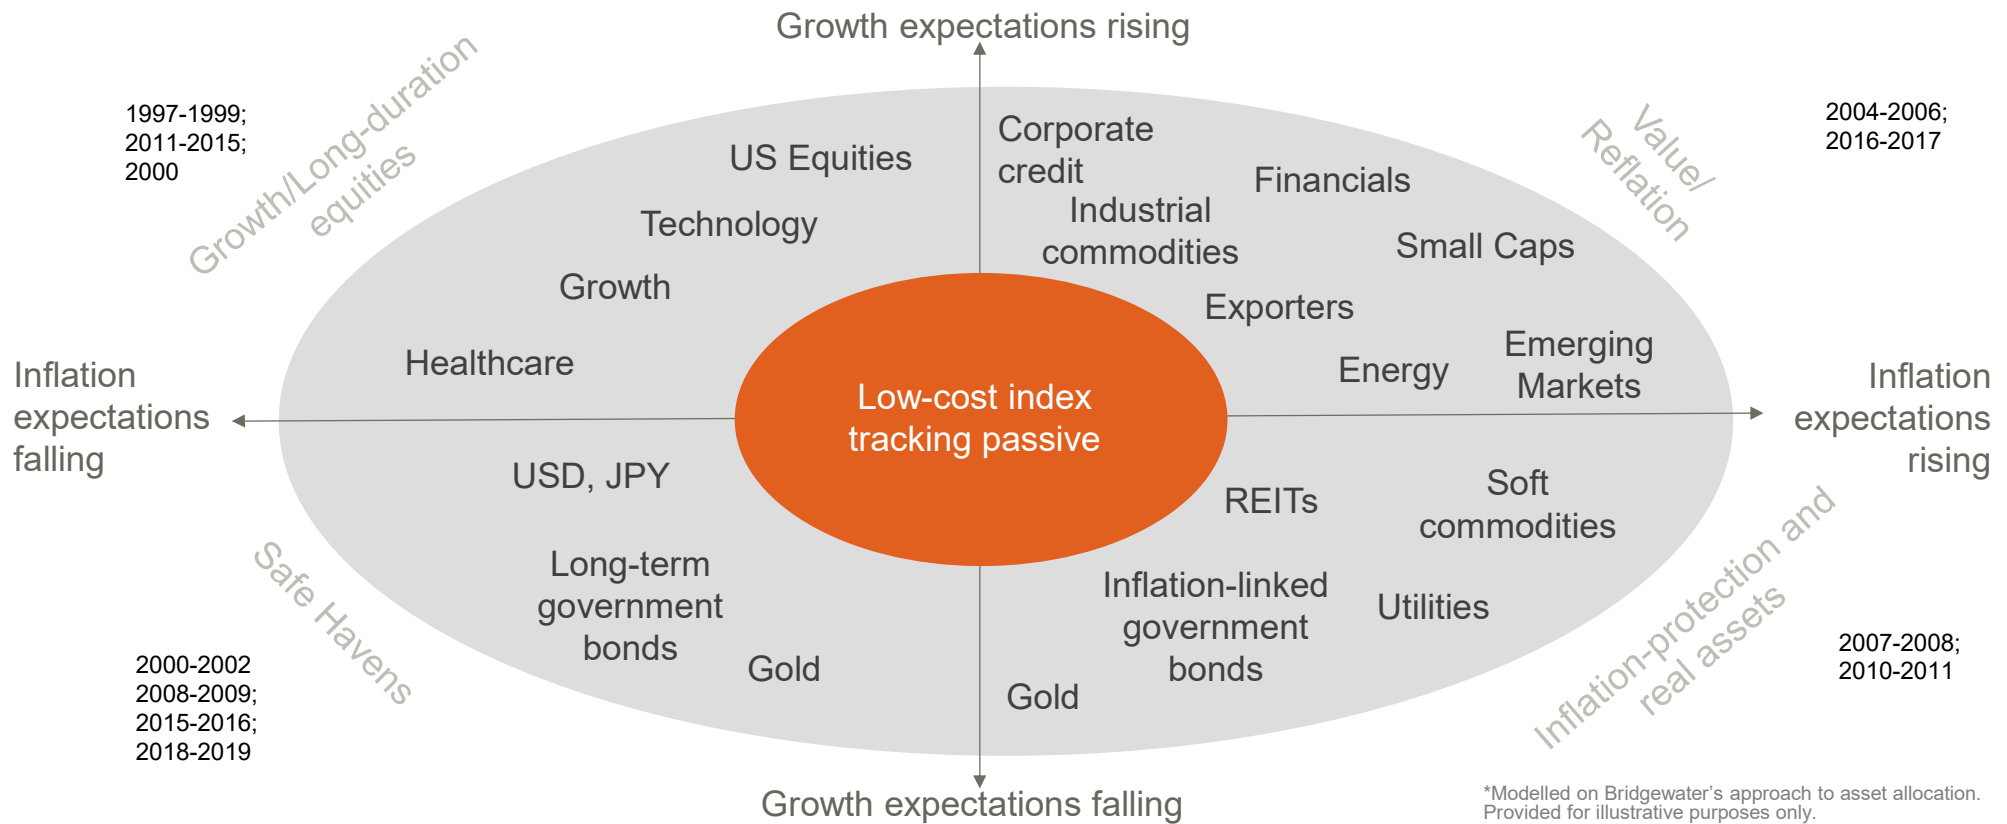 Growth expectations rising
1997-1999;
2011-2015;
2000
Growth/Long-duration
equities
2004-2006;
2016-2017
Value/
Reflation
US Equities
Technology
Growth
Healthcare
Corporate
credit
Financials
Industrial
commodities
Small Caps
Exporters
Energy
Emerging
Markets
Inflation
expectations
falling
Low-cost index
tracking passive
Inflation
expectations
rising
USD, JPY
Long-term
government
bonds
Gold
REITs
Soft
commodities
Inflation-linked
government
bonds
Utilities
Gold
Safe Havens
2000-2002
2008-2009;
2015-2016;
2018-2019
Inflation-protection and
real assets
2007-2008;
2010-2011
Growth expectations falling
*Modelled on Bridgewater's approach to asset allocation.
Provided for illustrative purposes only.